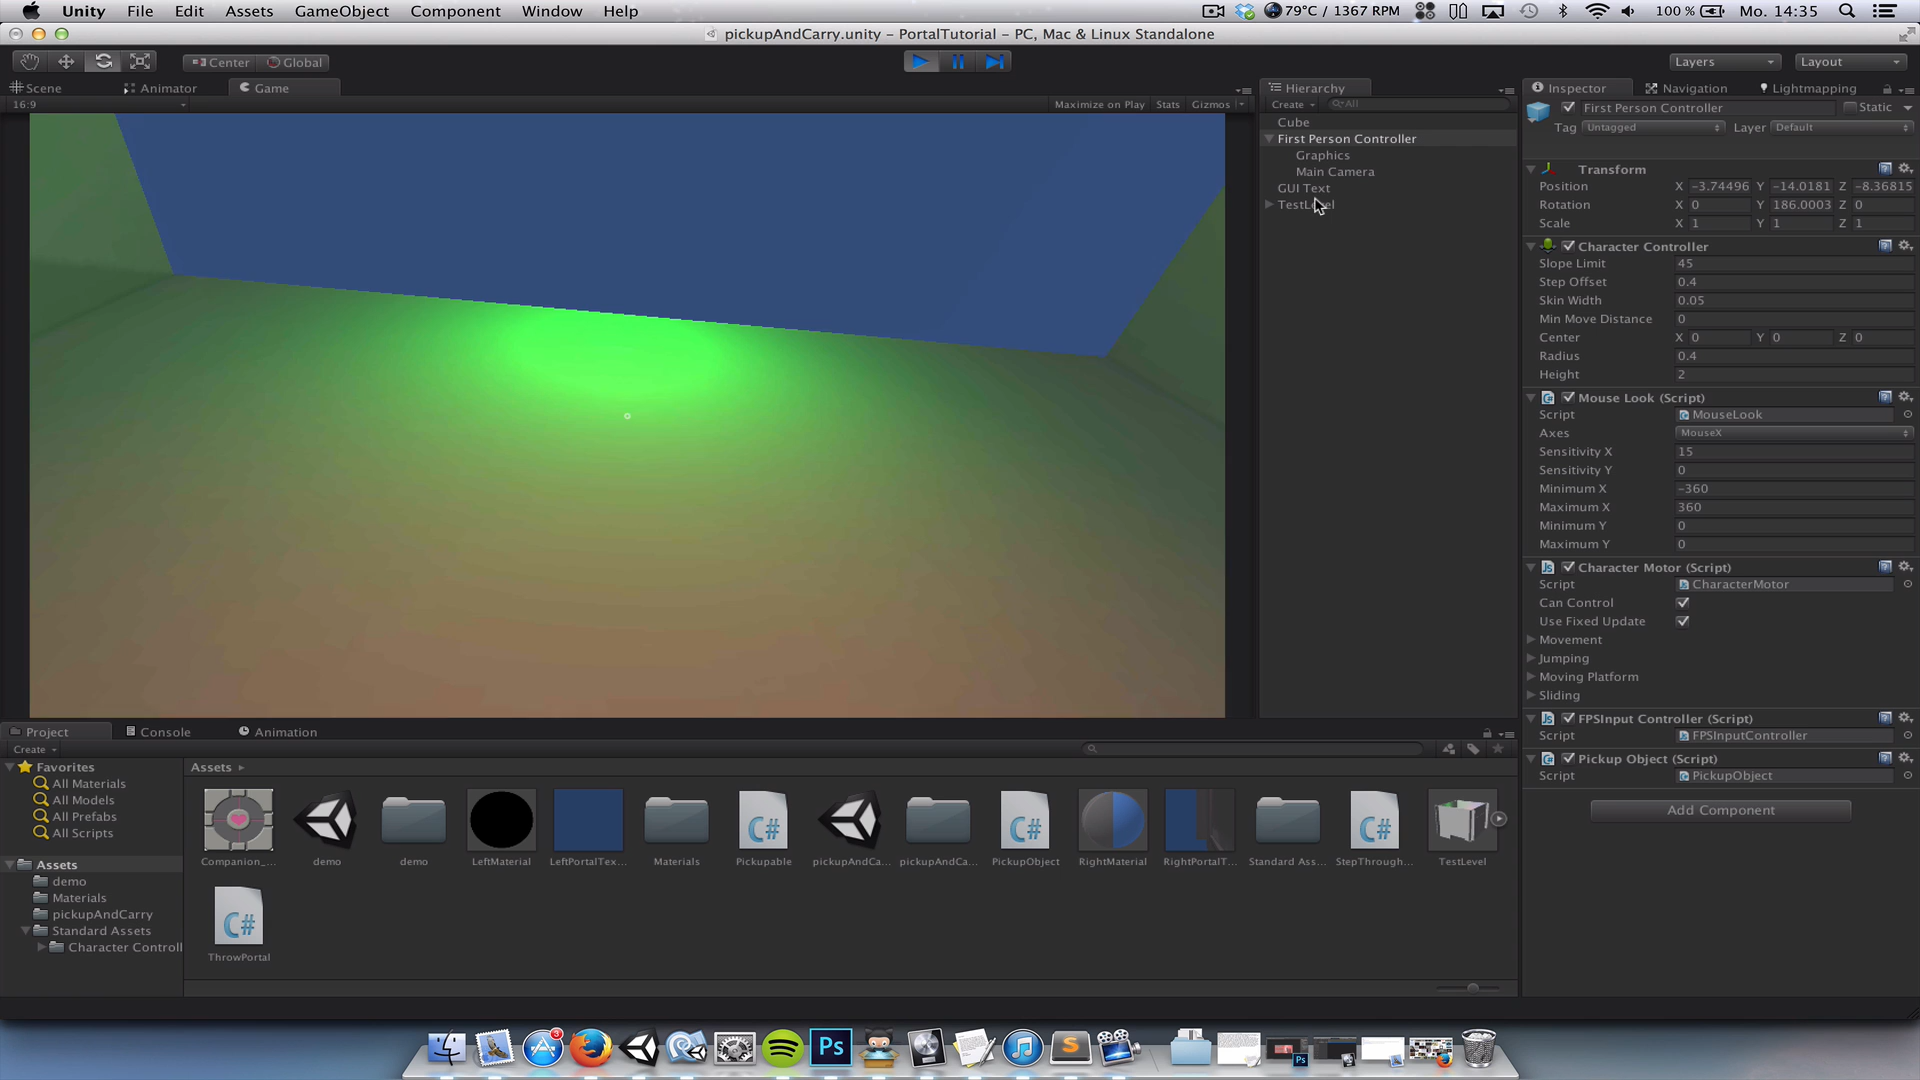 Unity File Edit Assets GameObject Component Window Help
79°C / 1367 RPM 100 % Mo. 14:35
pickupAndCarry.unity – PortalTutorial – PC, Mac & Linux Standalone
Center Global Layers Layout
Scene Animator Game
16:9 Maximize on Play Stats Gizmos
Hierarchy
Create All
Cube
First Person Controller
Graphics
Main Camera
GUI Text
TestLevel
Inspector Navigation Lightmapping
First Person Controller Static
Tag Untagged Layer Default
Transform
Position X −3.74496 Y −14.0181 Z −8.36815
Rotation X 0 Y 186.0003 Z 0
Scale X 1 Y 1 Z 1
Character Controller
Slope Limit 45
Step Offset 0.4
Skin Width 0.05
Min Move Distance 0
Center X 0 Y 0 Z 0
Radius 0.4
Height 2
Mouse Look (Script)
Script MouseLook
Axes MouseX
Sensitivity X 15
Sensitivity Y 0
Minimum X −360
Maximum X 360
Minimum Y 0
Maximum Y 0
Character Motor (Script)
Script CharacterMotor
Can Control
Use Fixed Update
Movement
Jumping
Moving Platform
Sliding
FPSInput Controller (Script)
Script FPSInputController
Pickup Object (Script)
Script PickupObject
Add Component
Project Console Animation
Create
Favorites
All Materials
All Models
All Prefabs
All Scripts
Assets
demo
Materials
pickupAndCarry
Standard Assets
Character Controll
Assets
C# C# C#
Companion_... demo demo LeftMaterial LeftPortalTex... Materials Pickupable pickupAndCa... pickupAndCa... PickupObject RightMaterial RightPortalT... Standard Ass... StepThrough... TestLevel
C#
ThrowPortal
3 Ps S Ps